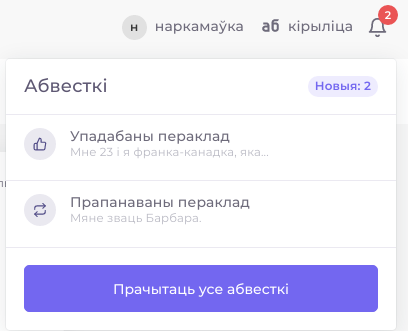 н наркамаўка аб кірыліца 2
Абвесткі Новыя: 2
Упадабаны пераклад
Мне 23 і я франка-канадка, яка...
Прапанаваны пераклад
Мяне зваць Барбара.
Прачытаць усе абвесткі